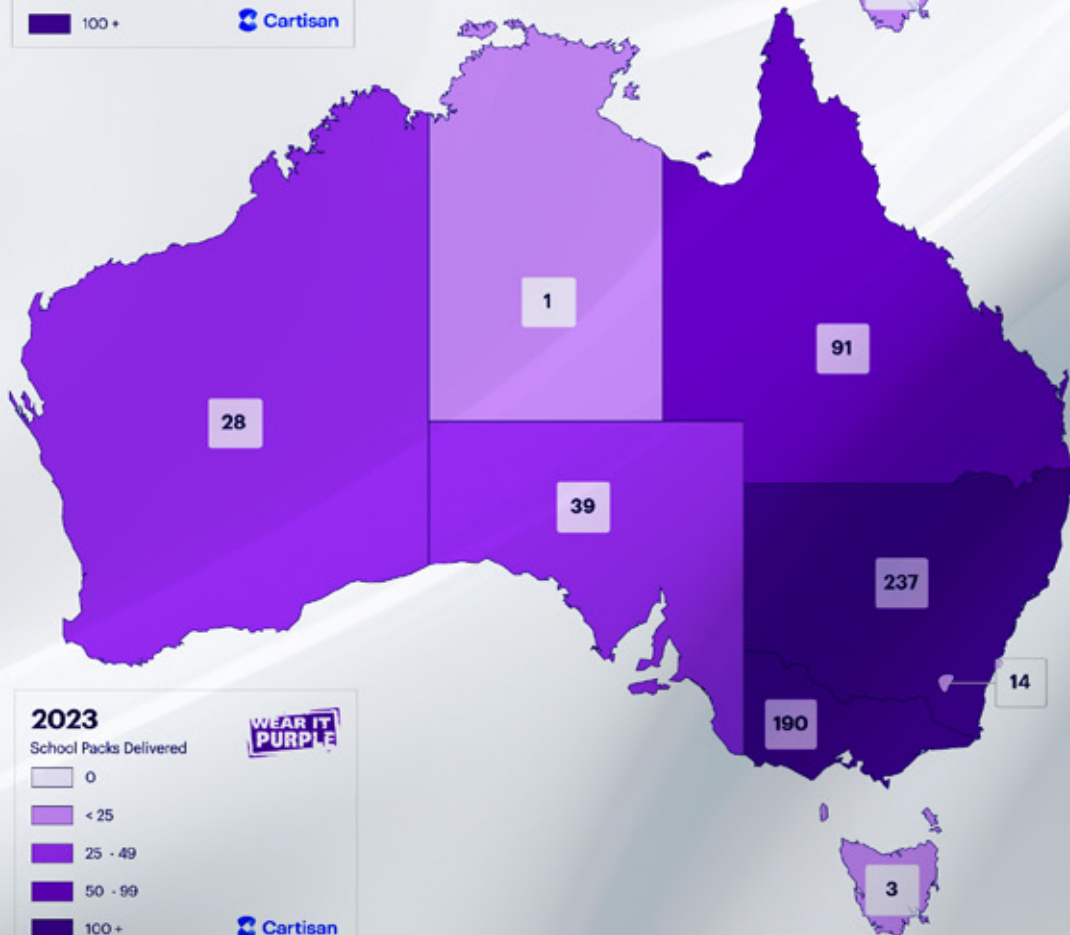 100 +
Cartisan
1
91
28
39
237
14
190
3
2023
School Packs Delivered
WEAR IT
PURPLE
0
< 25
25 - 49
50 - 99
100 +
Cartisan